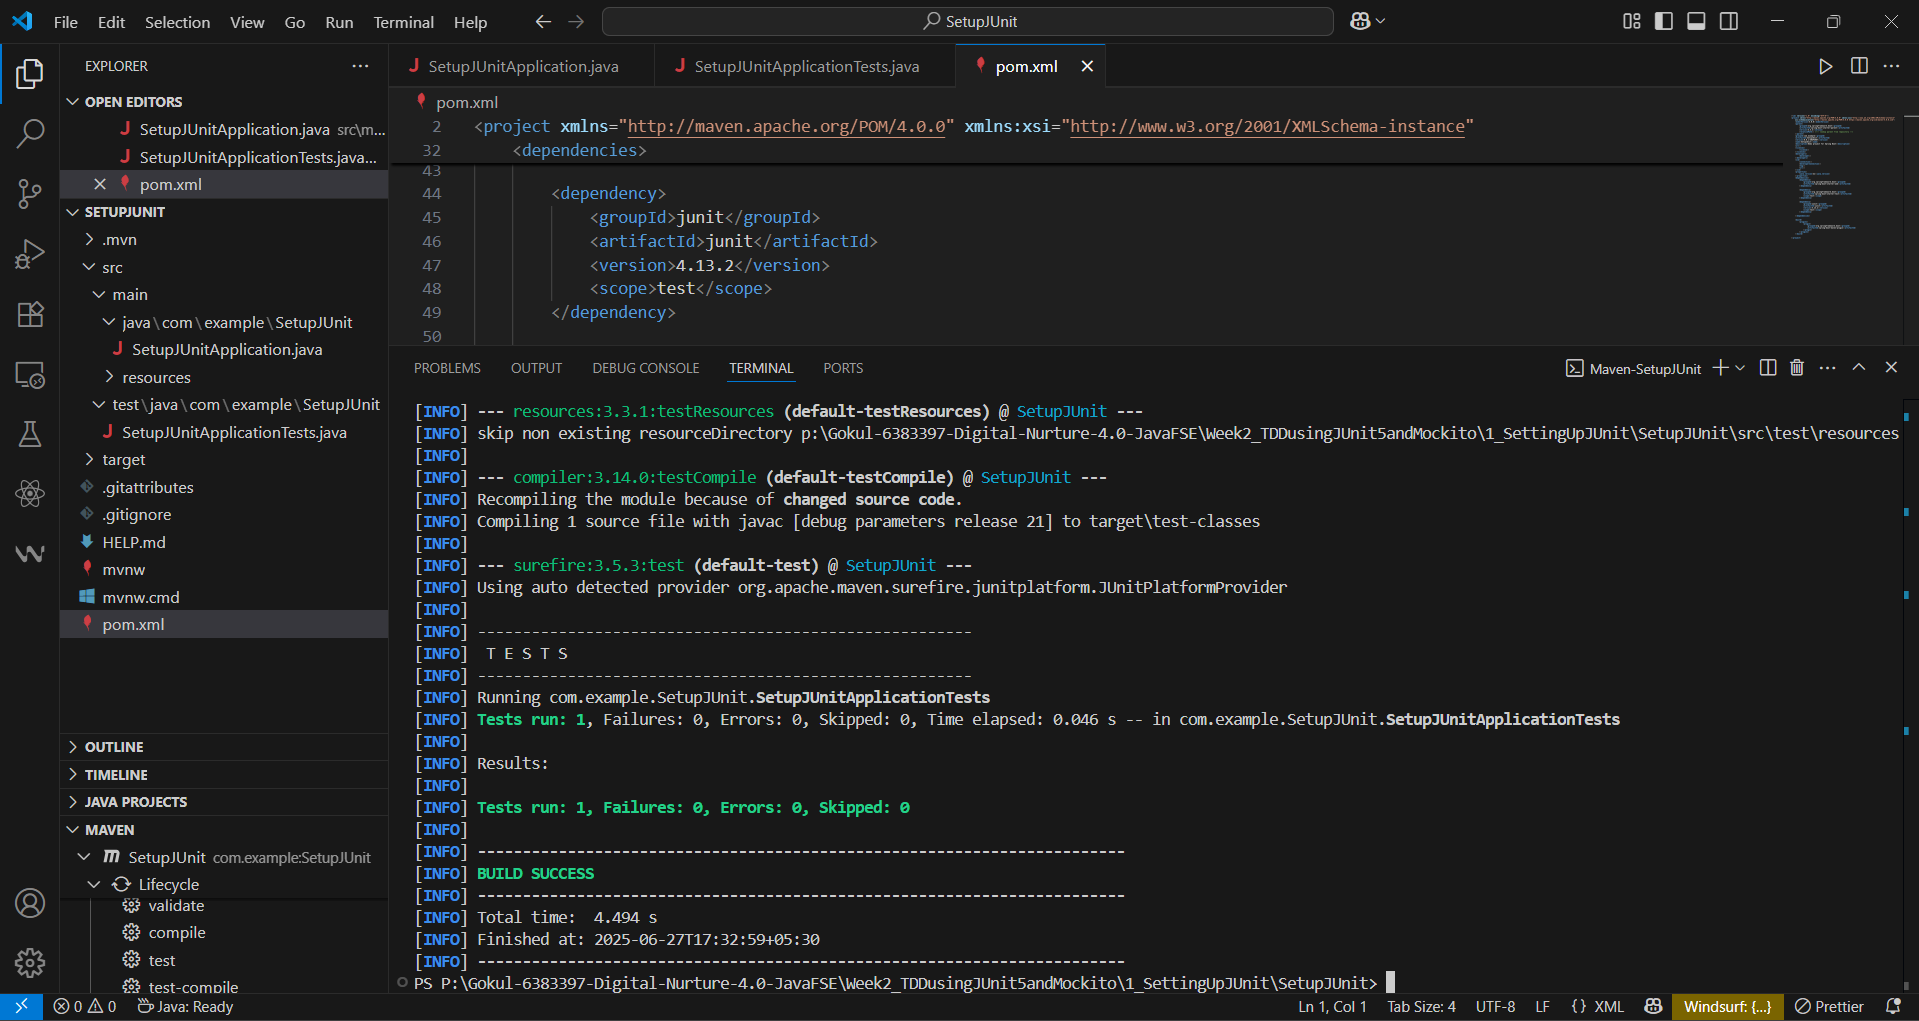 File Edit Selection View Go Run Terminal Help
SetupJUnit
EXPLORER
OPEN EDITORS
SetupJUnitApplication.java src\m...
SetupJUnitApplicationTests.java...
pom.xml
SETUPJUNIT
.mvn
src
main
java\com\example\SetupJUnit
SetupJUnitApplication.java
resources
test\java\com\example\SetupJUnit
SetupJUnitApplicationTests.java
target
.gitattributes
.gitignore
HELP.md
mvnw
mvnw.cmd
pom.xml
OUTLINE
TIMELINE
JAVA PROJECTS
MAVEN
SetupJUnit com.example:SetupJUnit
Lifecycle
validate
compile
test
test-compile
SetupJUnitApplication.java SetupJUnitApplicationTests.java pom.xml
pom.xml
2 <project xmlns="http://maven.apache.org/POM/4.0.0" xmlns:xsi="http://www.w3.org/2001/XMLSchema-instance"
32 <dependencies>
43
44 <dependency>
45 <groupId>junit</groupId>
46 <artifactId>junit</artifactId>
47 <version>4.13.2</version>
48 <scope>test</scope>
49 </dependency>
50
PROBLEMS OUTPUT DEBUG CONSOLE TERMINAL PORTS
Maven-SetupJUnit
[INFO] --- resources:3.3.1:testResources (default-testResources) @ SetupJUnit ---
[INFO] skip non existing resourceDirectory p:\Gokul-6383397-Digital-Nurture-4.0-JavaFSE\Week2_TDDusingJUnit5andMockito\1_SettingUpJUnit\SetupJUnit\src\test\resources
[INFO]
[INFO] --- compiler:3.14.0:testCompile (default-testCompile) @ SetupJUnit ---
[INFO] Recompiling the module because of changed source code.
[INFO] Compiling 1 source file with javac [debug parameters release 21] to target\test-classes
[INFO]
[INFO] --- surefire:3.5.3:test (default-test) @ SetupJUnit ---
[INFO] Using auto detected provider org.apache.maven.surefire.junitplatform.JUnitPlatformProvider
[INFO]
[INFO] -------------------------------------------------------
[INFO]  T E S T S
[INFO] -------------------------------------------------------
[INFO] Running com.example.SetupJUnit.SetupJUnitApplicationTests
[INFO] Tests run: 1, Failures: 0, Errors: 0, Skipped: 0, Time elapsed: 0.046 s -- in com.example.SetupJUnit.SetupJUnitApplicationTests
[INFO]
[INFO] Results:
[INFO]
[INFO] Tests run: 1, Failures: 0, Errors: 0, Skipped: 0
[INFO]
[INFO] ------------------------------------------------------------------------
[INFO] BUILD SUCCESS
[INFO] ------------------------------------------------------------------------
[INFO] Total time:  4.494 s
[INFO] Finished at: 2025-06-27T17:32:59+05:30
[INFO] ------------------------------------------------------------------------
PS P:\Gokul-6383397-Digital-Nurture-4.0-JavaFSE\Week2_TDDusingJUnit5andMockito\1_SettingUpJUnit\SetupJUnit>
0 0 Java: Ready Ln 1, Col 1 Tab Size: 4 UTF-8 LF {} XML Windsurf: {...} Prettier